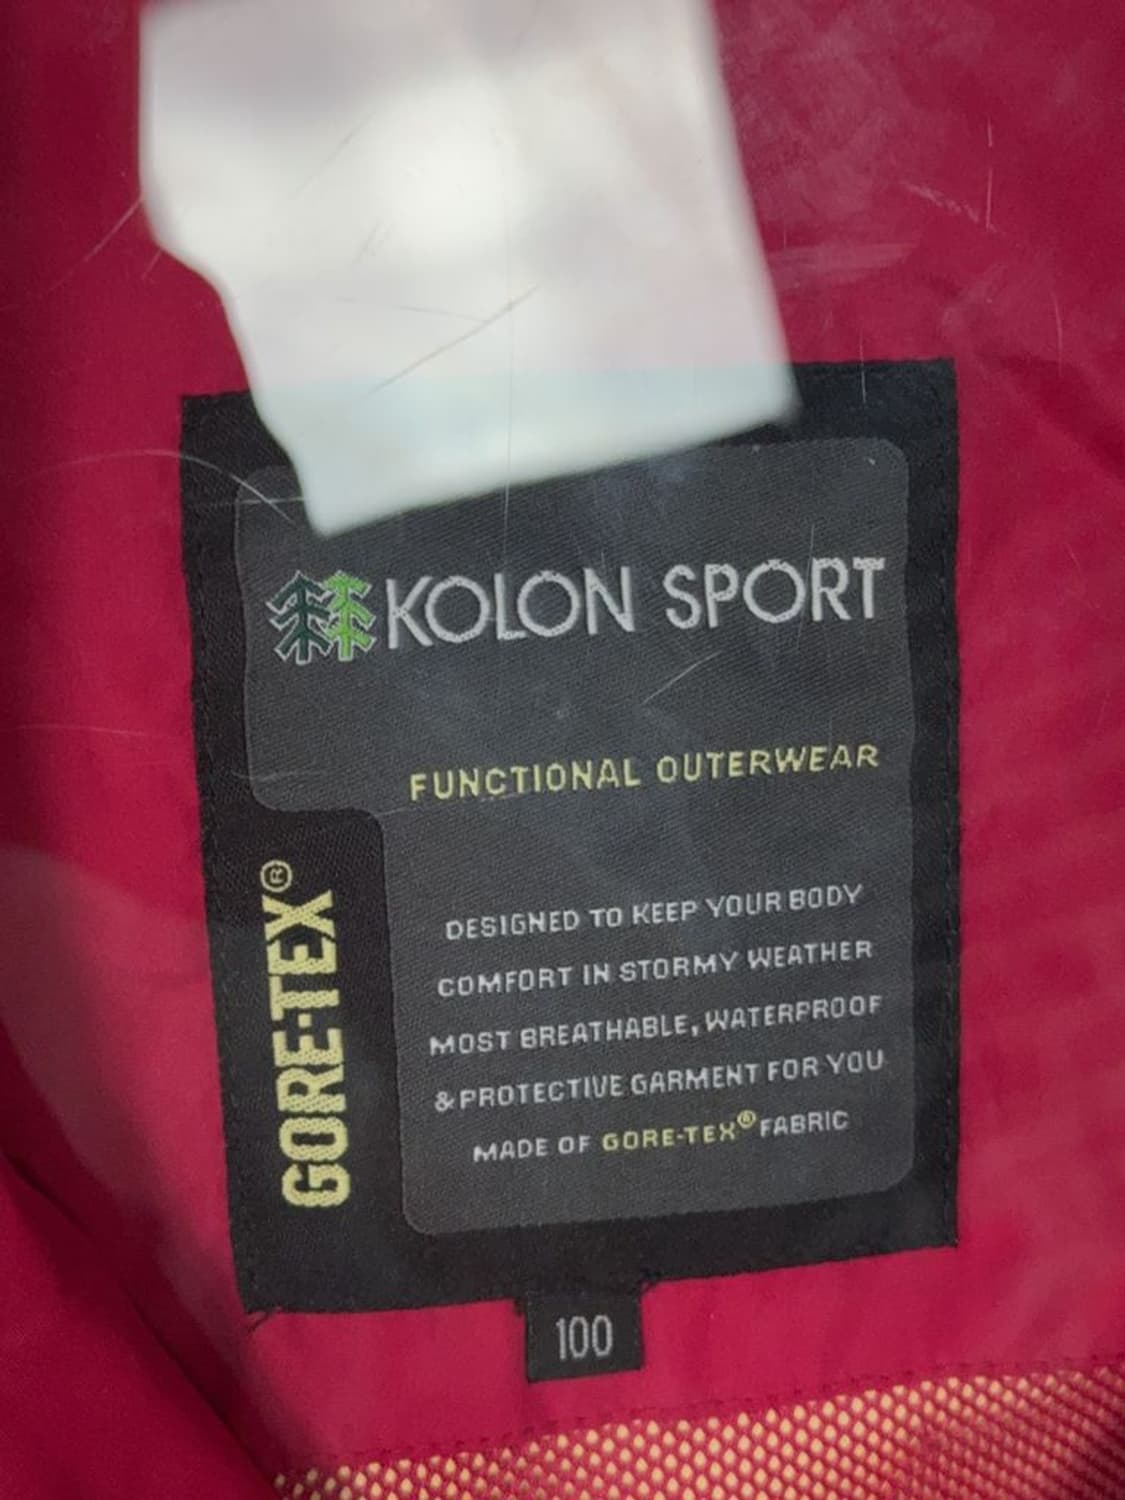 KOLON SPORT
FUNCTIONAL OUTERWEAR
GORE-TEX®
DESIGNED TO KEEP YOUR BODY
COMFORT IN STORMY WEATHER
MOST BREATHABLE, WATERPROOF
& PROTECTIVE GARMENT FOR YOU
MADE OF GORE-TEX® FABRIC
100